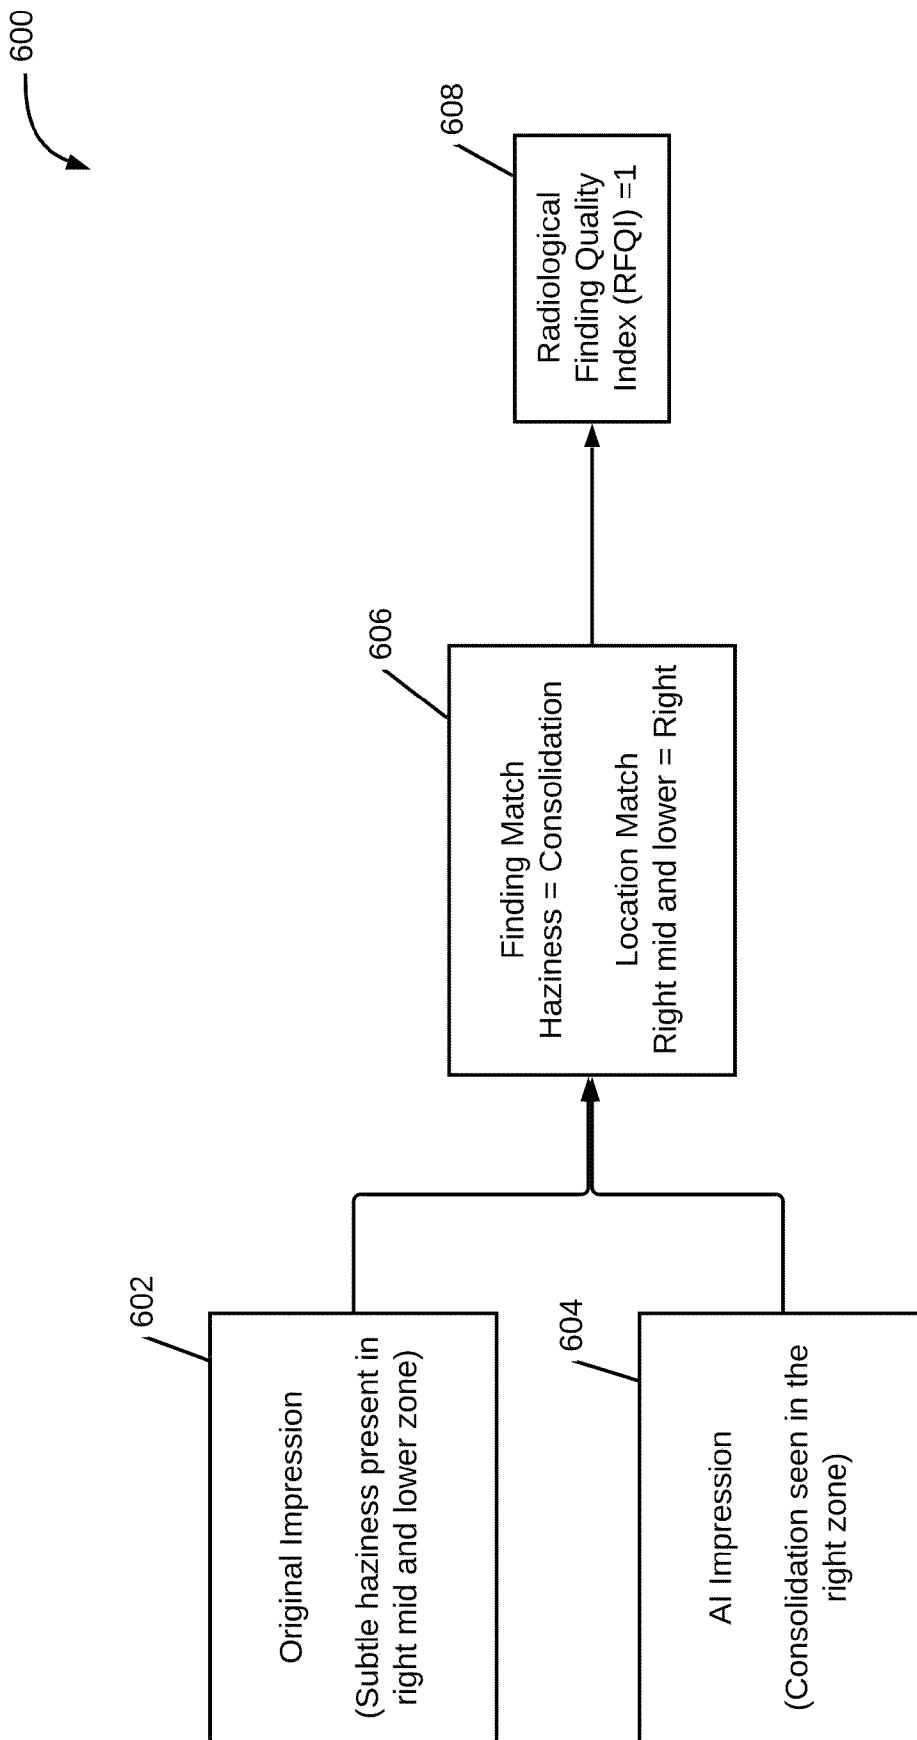 600
602
Original Impression
(Subtle haziness present in
right mid and lower zone)
604
AI Impression
(Consolidation seen in the
right zone)
606
Finding Match
Haziness = Consolidation
Location Match
Right mid and lower = Right
608
Radiological
Finding Quality
Index (RFQI) =1